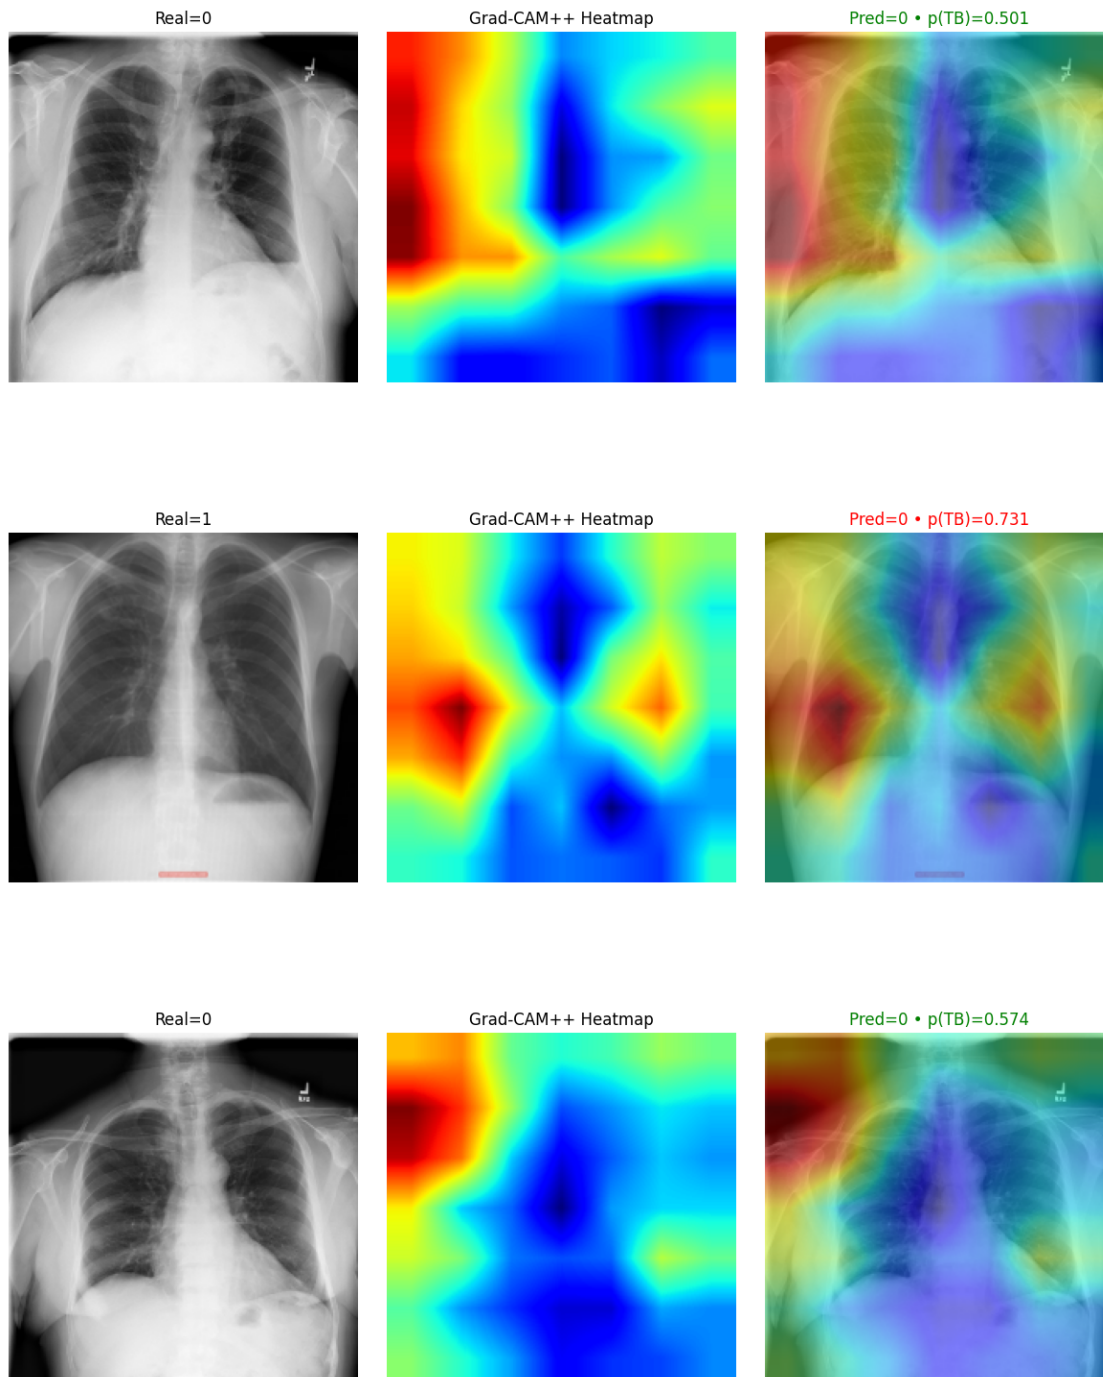 Real=0
Grad-CAM++ Heatmap
Pred=0 • p(TB)=0.501
L
Real=1
Grad-CAM++ Heatmap
Pred=0 • p(TB)=0.731
Real=0
Grad-CAM++ Heatmap
Pred=0 • p(TB)=0.574
L